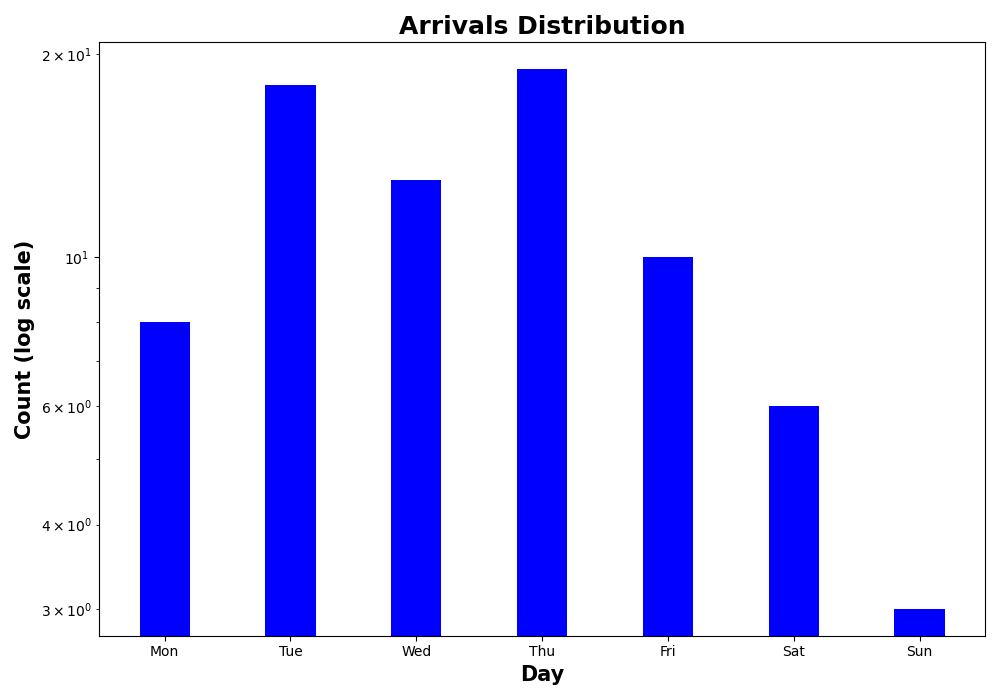 Arrivals Distribution
Count (log scale)
2 × 10¹
10¹
6 × 10⁰
4 × 10⁰
3 × 10⁰
Mon Tue Wed Thu Fri Sat Sun
Day